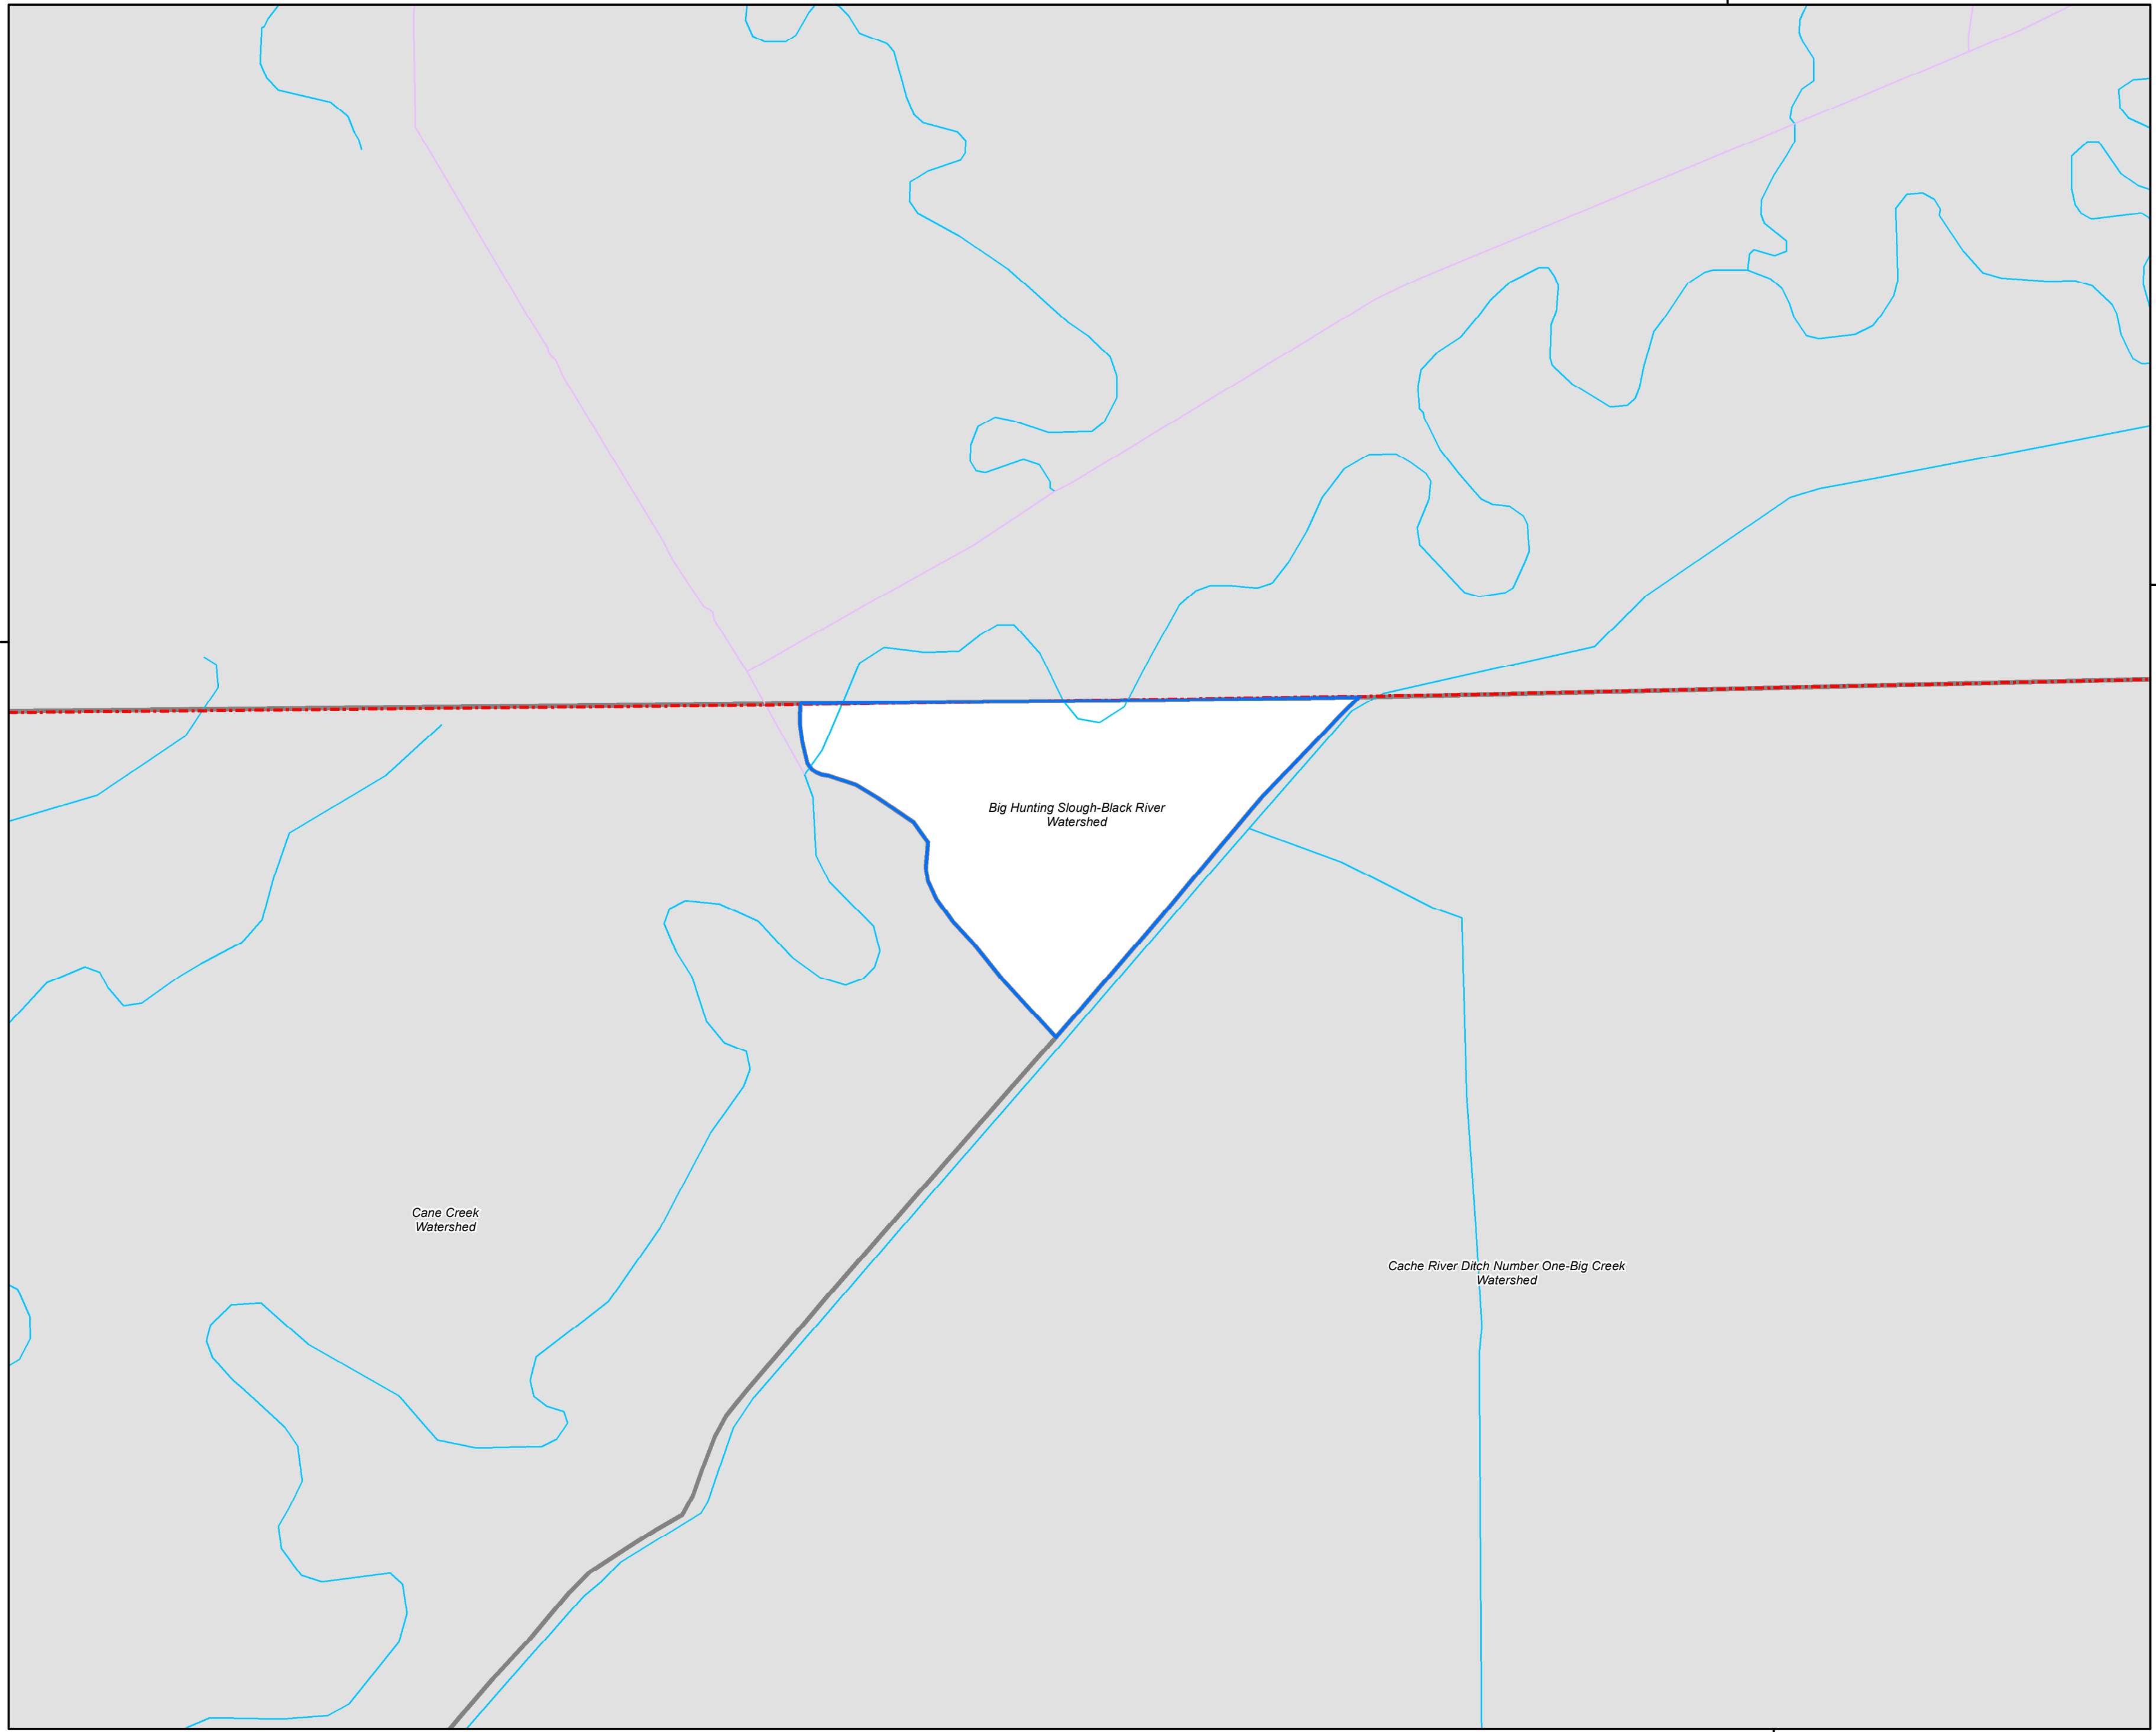 Big Hunting Slough-Black River
Watershed
Cane Creek
Watershed
Cache River Ditch Number One-Big Creek
Watershed